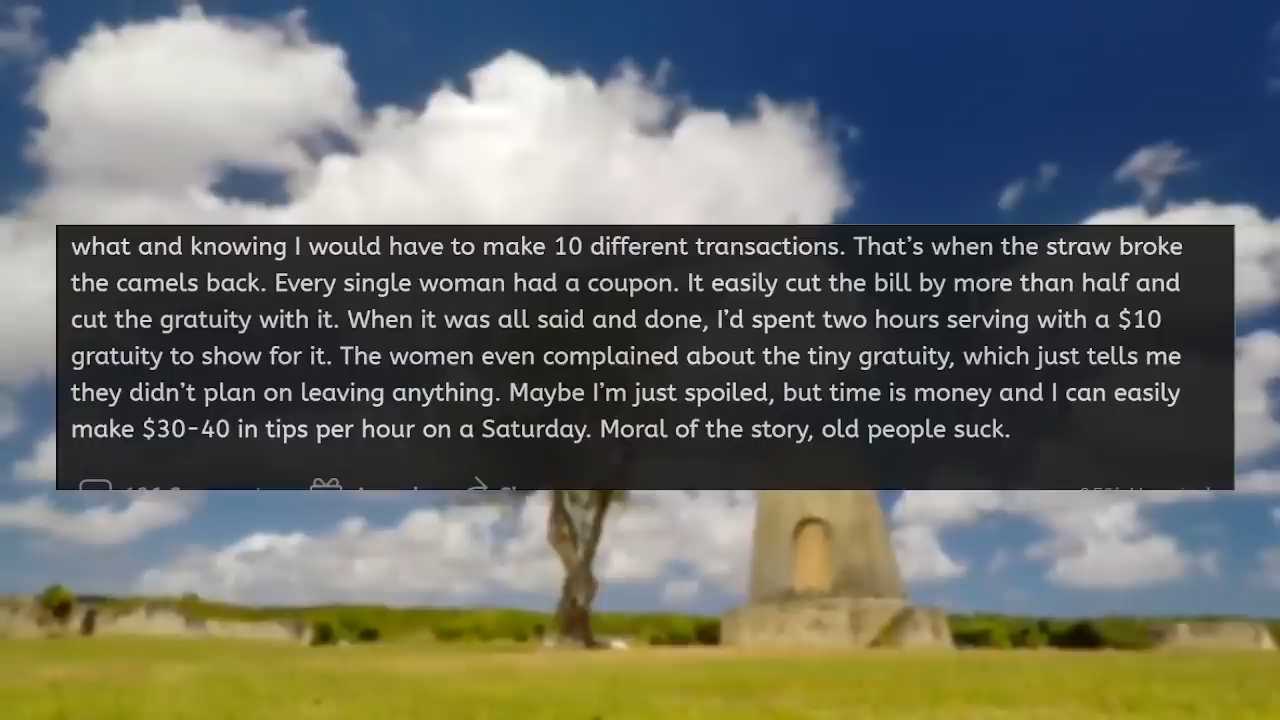 what and knowing I would have to make 10 different transactions. That’s when the straw broke
the camels back. Every single woman had a coupon. It easily cut the bill by more than half and
cut the gratuity with it. When it was all said and done, I’d spent two hours serving with a $10
gratuity to show for it. The women even complained about the tiny gratuity, which just tells me
they didn’t plan on leaving anything. Maybe I’m just spoiled, but time is money and I can easily
make $30-40 in tips per hour on a Saturday. Moral of the story, old people suck.